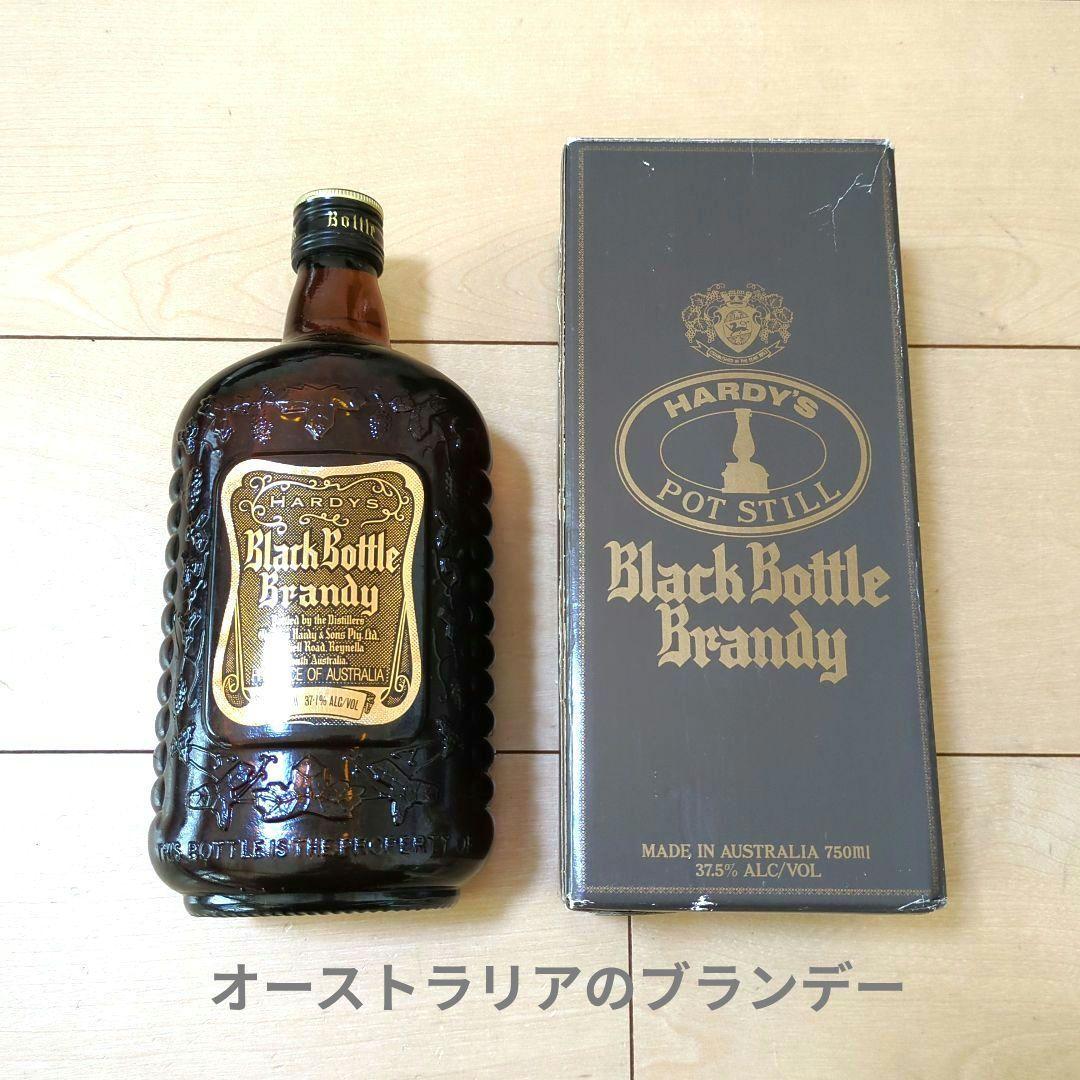 Bottle
HARDYS
Black Bottle
Brandy
by the Distillers
Hardy & Sons Pty. Ltd.
Road, Reynella
Australia.
OF AUSTRALIA
ALC/VOL
THIS BOTTLE IS THE PROPERTY OF
HARDY'S
POT STILL
Black Bottle
Brandy
MADE IN AUSTRALIA 750ml
37.5% ALC/VOL
オーストラリアのブランデー